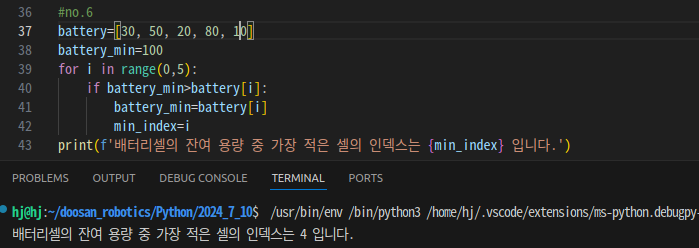 36 #no.6
37 battery=[30, 50, 20, 80, 10]
38 battery_min=100
39 for i in range(0,5):
40 if battery_min>battery[i]:
41 battery_min=battery[i]
42 min_index=i
43 print(f'배터리셀의 잔여 용량 중 가장 적은 셀의 인덱스는 {min_index} 입니다.')
PROBLEMS OUTPUT DEBUG CONSOLE TERMINAL PORTS
hj@hj:~/doosan_robotics/Python/2024_7_10$ /usr/bin/env /bin/python3 /home/hj/.vscode/extensions/ms-python.debugpy-
배터리셀의 잔여 용량 중 가장 적은 셀의 인덱스는 4 입니다.